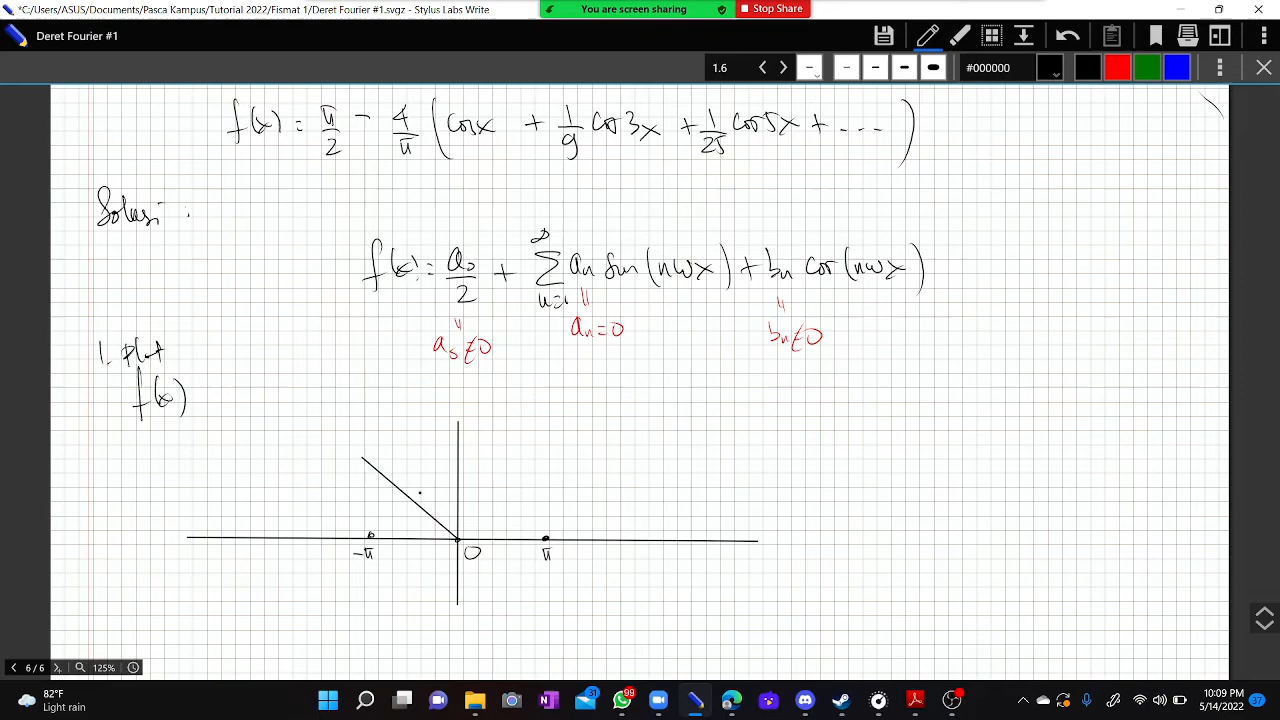 *C:/Users/ASUS/Documents/Pasca Kampus/Tutorial 2022/Fismat 1/Deret Fourier #1.svgz - Stylus Labs Write
You are screen sharing
Stop Share
Deret Fourier #1
1.6
#000000
f(x) = π/2 - 4/π (cos x + 1/9 cos 3x + 1/25 cos 5x + ....)
Solusi :
f(x) = a₀/2 + ∑ n=1 ∞ aₙ sin (nωx) + bₙ cos (nωx)
a₀≠0
aₙ=0
bₙ≠0
1. plot
f(x)
-π
0
π
6 / 6
125%
31
99
82°F
Light rain
10:09 PM
5/14/2022
37